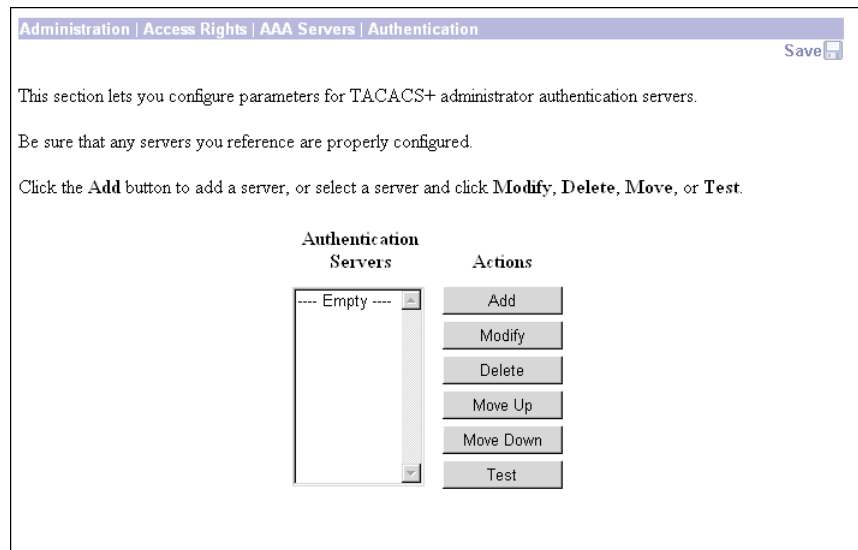 Administration | Access Rights | AAA Servers | Authentication
Save
This section lets you configure parameters for TACACS+ administrator authentication servers.
Be sure that any servers you reference are properly configured.
Click the Add button to add a server, or select a server and click Modify, Delete, Move, or Test.
Authentication
Servers
Actions
---- Empty ----
Add
Modify
Delete
Move Up
Move Down
Test